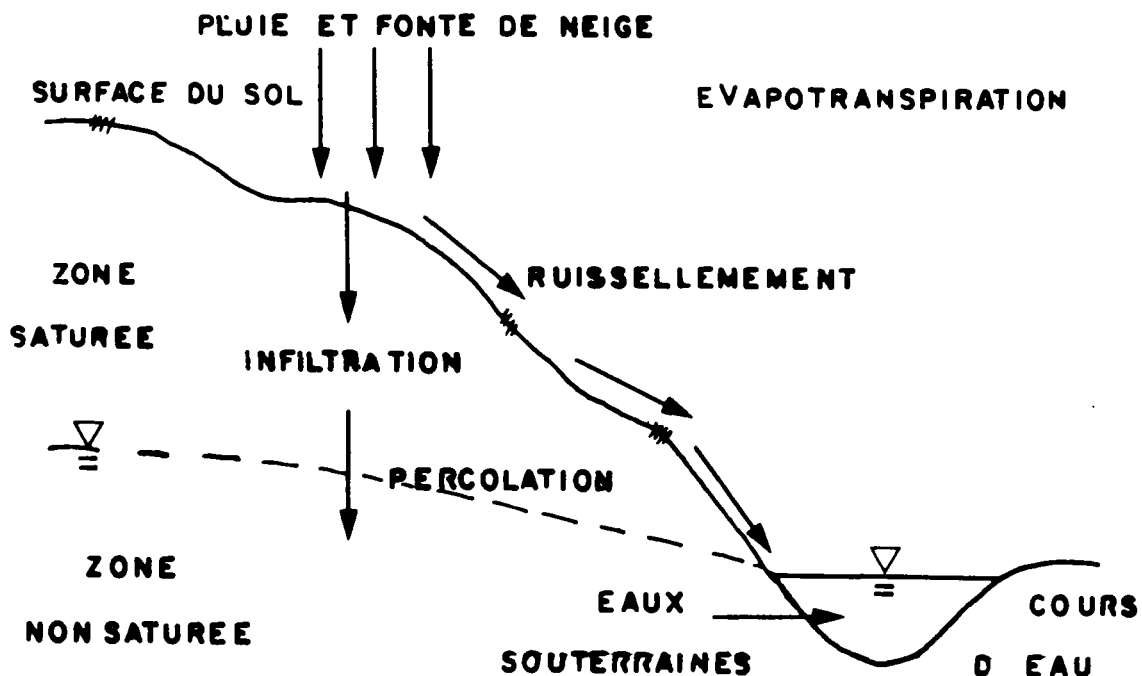 PLUIE ET FONTE DE NEIGE
SURFACE DU SOL
EVAPOTRANSPIRATION
ZONE
SATUREE
RUISSELLEMEMENT
INFILTRATION
PERCOLATION
ZONE
NON SATUREE
EAUX
SOUTERRAINES
COURS
D EAU